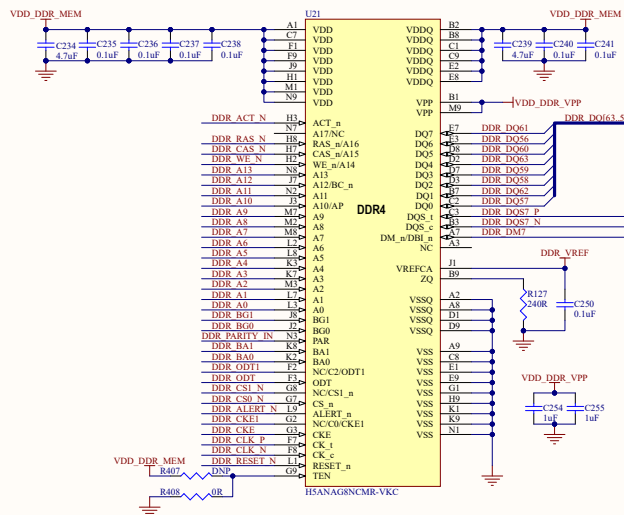 VDD_DDR_MEM
C234
4.7uF
C235
0.1uF
C236
0.1uF
C237
0.1uF
C238
0.1uF
U21
A1 VDD
C7 VDD
F1 VDD
F9 VDD
J9 VDD
H1 VDD
M1 VDD
N9 VDD
DDR_ACT_N H3 ACT_n
N7 A17/NC
DDR_RAS_N H8 RAS_n/A16
DDR_CAS_N H7 CAS_n/A15
DDR_WE_N H2 WE_n/A14
DDR_A13 N8 A13
DDR_A12 J7 A12/BC_n
DDR_A11 N2 A11
DDR_A10 J3 A10/AP
DDR_A9 M7 A9
DDR_A8 M2 A8
DDR_A7 M8 A7
DDR_A6 L2 A6
DDR_A5 L8 A5
DDR_A4 K3 A4
DDR_A3 K7 A3
DDR_A2 M3 A2
DDR_A1 L7 A1
DDR_A0 L3 A0
DDR_BG1 J8 BG1
DDR_BG0 J2 BG0
DDR_PARITY_IN N3 PAR
DDR_BA1 K8 BA1
DDR_BA0 K2 BA0
DDR_ODT1 F2 NC/C2/ODT1
DDR_ODT F3 ODT
DDR_CS1_N G8 NC/CS1_n
DDR_CS0_N G7 CS_n
DDR_ALERT_N L9 ALERT_n
DDR_CKE1 G2 NC/C0/CKE1
DDR_CKE G3 CKE
DDR_CLK_P F7 CK_t
DDR_CLK_N F8 CK_c
DDR_RESET_N L1 RESET_n
G9 TEN
VDD_DDR_MEM
R407 DNP
R408 0R
DDR4
H5ANAG8NCMR-VKC
VDDQ B2
VDDQ B8
VDDQ C1
VDDQ C9
VDDQ E2
VDDQ E8
VPP B1
VPP M9
VDD_DDR_VPP
VDD_DDR_MEM
C239
4.7uF
C240
0.1uF
C241
0.1uF
DDR_DQ[63..5
DQ7 E7 DDR_DQ61
DQ6 E3 DDR_DQ56
DQ5 D8 DDR_DQ60
DQ4 D2 DDR_DQ63
DQ3 D7 DDR_DQ59
DQ2 D3 DDR_DQ58
DQ1 B7 DDR_DQ62
DQ0 C2 DDR_DQ57
DQS_t C3 DDR_DQS7_P
DQS_c B3 DDR_DQS7_N
DM_n/DBI_n A7 DDR_DM7
NC A3
VREFCA J1
ZQ B9
DDR_VREF
R127
240R
C250
0.1uF
VSSQ A2
VSSQ A8
VSSQ D1
VSSQ D9
VSS A9
VSS C8
VSS E1
VSS E9
VSS G1
VSS H9
VSS K1
VSS K9
VSS N1
VDD_DDR_VPP
C254
1uF
C255
1uF